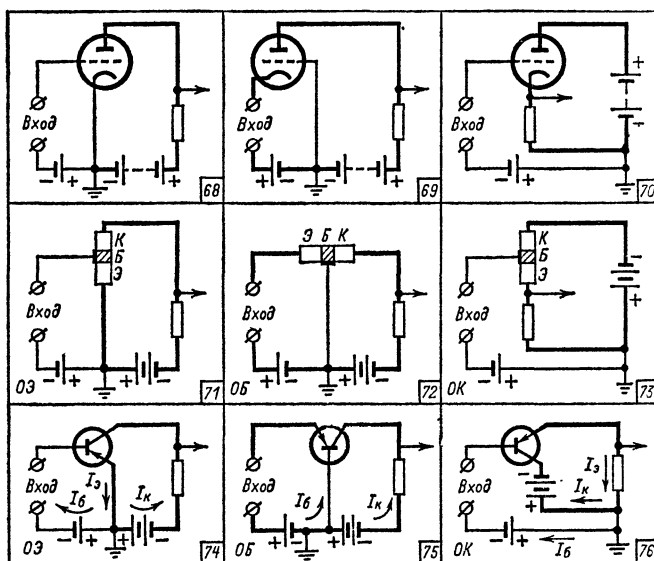 Вход
- +
- +
68
Вход
+ -
- +
69
Вход
- +
+
+
70
К
Б
Э
Вход
ОЭ
- +
+ -
71
Э Б К
Вход
ОБ
+ -
+ -
72
К
Б
Э
Вход
ОК
- +
-
+
73
Вход
Iэ
Iб
Iк
ОЭ
- +
+ -
74
Вход
Iб
Iк
ОБ
- +
+ -
75
Вход
-
+
Iэ
Iк
ОК
- +
Iб
76